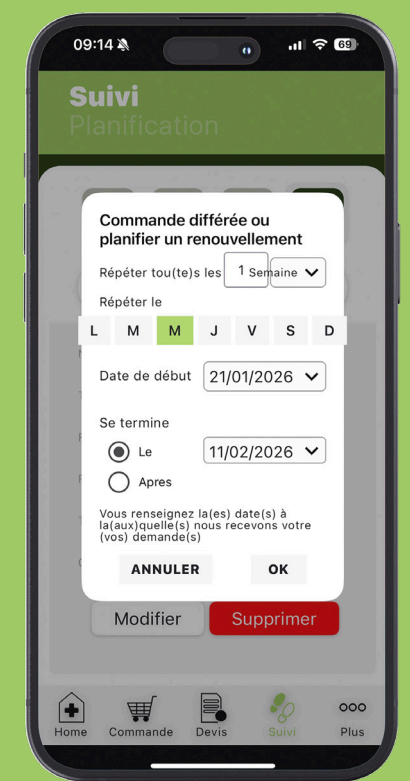 09:14
69
Suivi
Planification
Commande différée ou
planifier un renouvellement
Répéter tou(te)s les 1 Semaine
Répéter le
L M M J V S D
Date de début 21/01/2026
Se termine
Le 11/02/2026
Apres
Vous renseignez la(es) date(s) à
la(aux)quelle(s) nous recevons votre
(vos) demande(s)
ANNULER OK
Modifier Supprimer
Home Commande Devis Suivi Plus